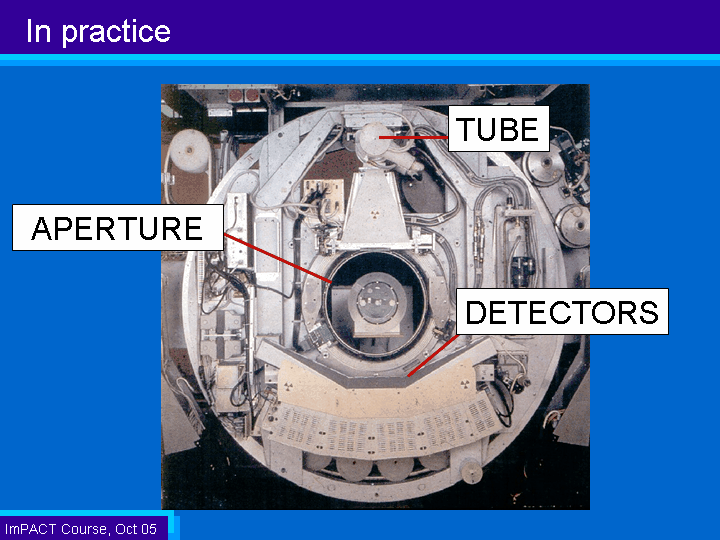 In practice
TUBE
APERTURE
DETECTORS
ImPACT Course, Oct 05